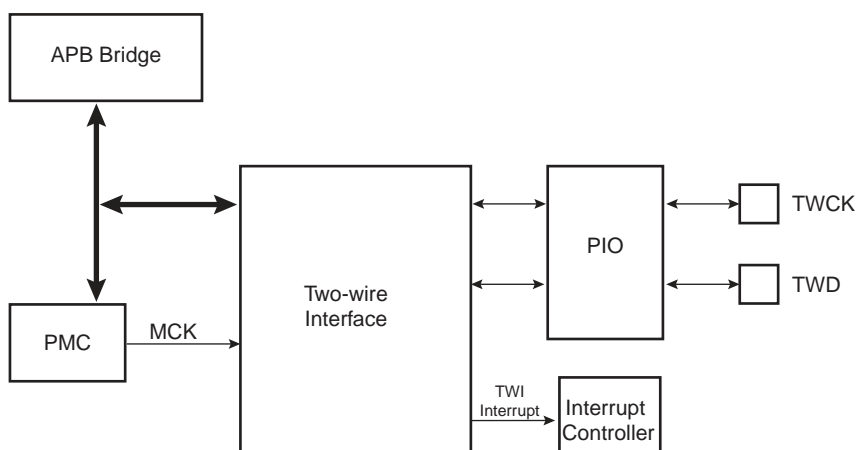 APB Bridge
TWCK
PIO
Two-wire
Interface
TWD
PMC
MCK
TWI
Interrupt
Interrupt
Controller